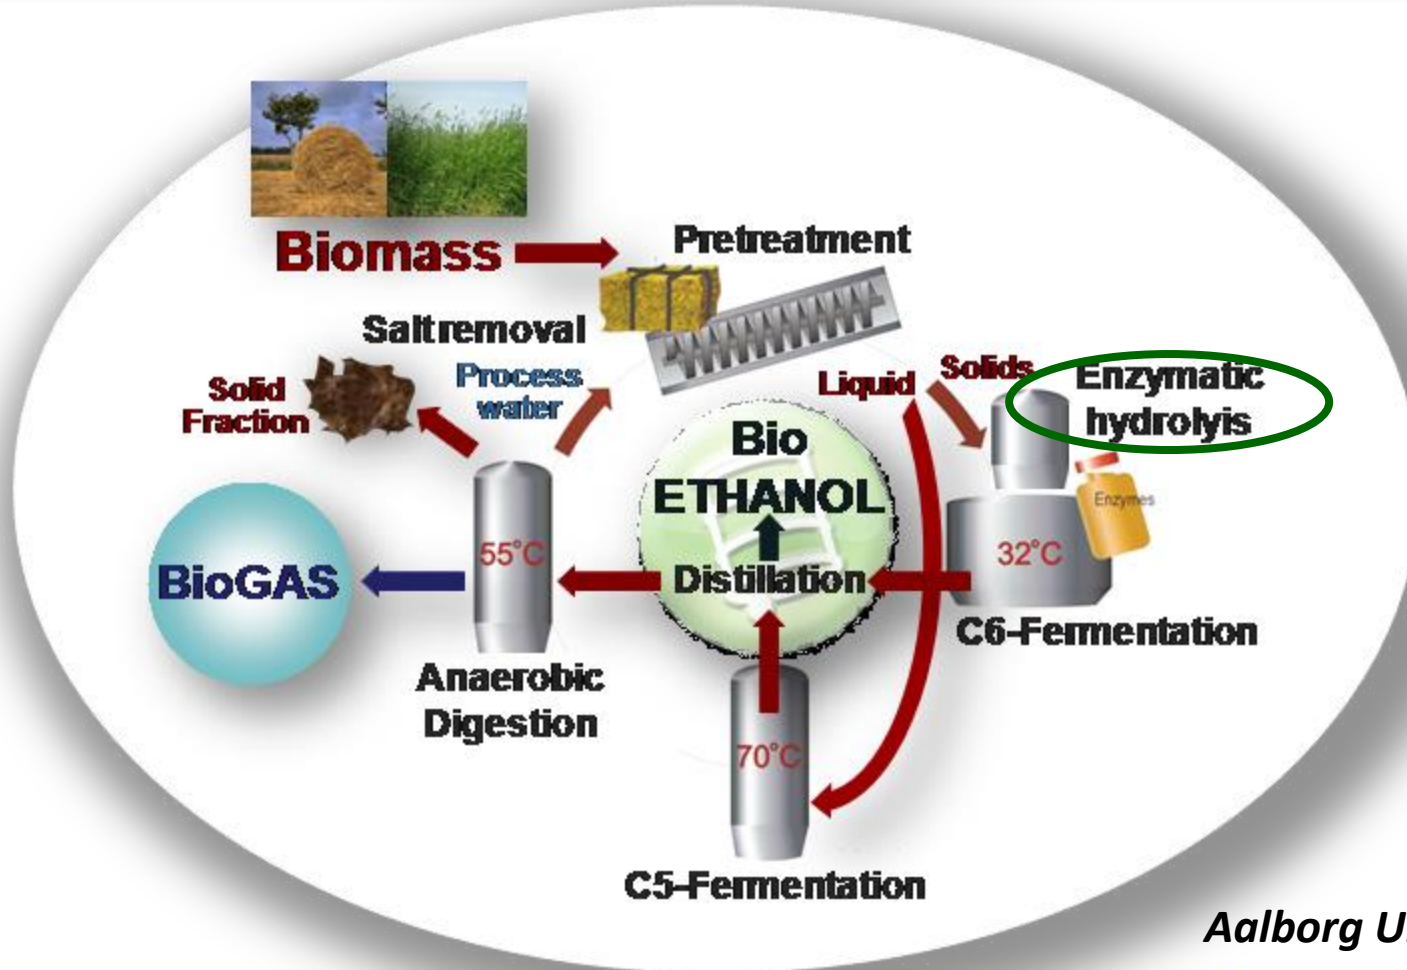 Biomass
Pretreatment
Saltremoval
Process
water
Solid
Fraction
Liquid
Solids
Enzymatic
hydrolyis
Enzymes
Bio
ETHANOL
Distillation
32°C
C6-Fermentation
55°C
BioGAS
Anaerobic
Digestion
70°C
C5-Fermentation
Aalborg U